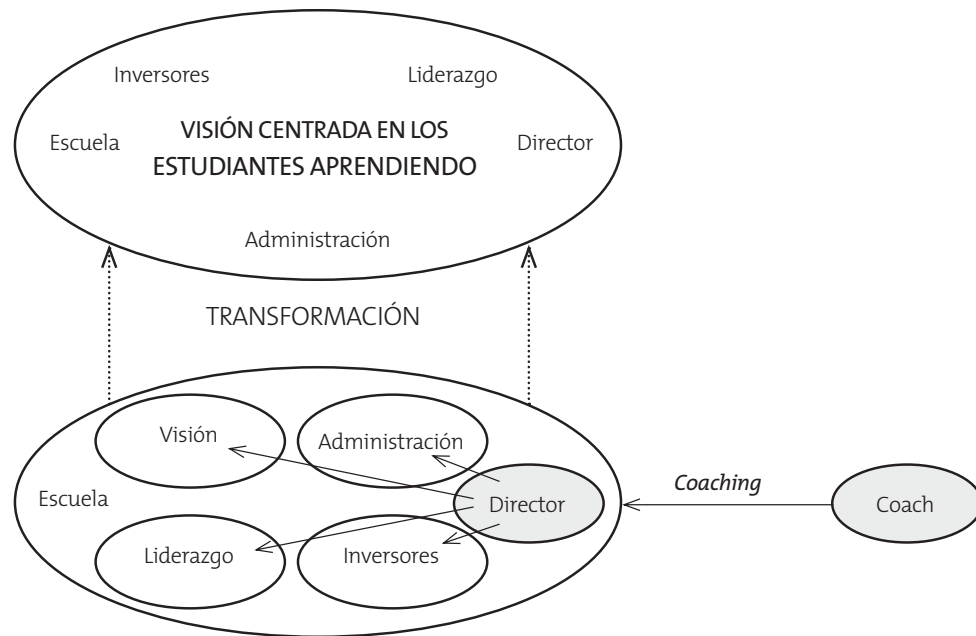 Inversores
Liderazgo
Escuela
VISIÓN CENTRADA EN LOS
ESTUDIANTES APRENDIENDO
Director
Administración
TRANSFORMACIÓN
Visión
Administración
Escuela
Director
Coaching
Coach
Liderazgo
Inversores